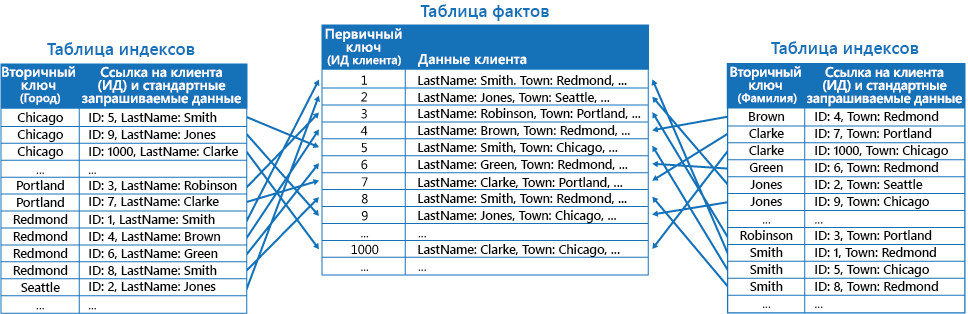 Таблица фактов
Таблица индексов
Вторичный ключ (Город) Ссылка на клиента (ИД) и стандартные запрашиваемые данные
Chicago ID: 5, LastName: Smith
Chicago ID: 9, LastName: Jones
Chicago ID: 1000, LastName: Clarke
... ...
Portland ID: 3, LastName: Robinson
Portland ID: 7, LastName: Clarke
Redmond ID: 1, LastName: Smith
Redmond ID: 4, LastName: Brown
Redmond ID: 6, LastName: Green
Redmond ID: 8, LastName: Smith
Seattle ID: 2, LastName: Jones
... ...
Первичный ключ (ИД клиента) Данные клиента
1 LastName: Smith. Town: Redmond, ...
2 LastName: Jones, Town: Seattle, ...
3 LastName: Robinson, Town: Portland, ...
4 LastName: Brown, Town: Redmond, ...
5 LastName: Smith, Town: Chicago, ...
6 LastName: Green, Town: Redmond, ...
7 LastName: Clarke, Town: Portland, ...
8 LastName: Smith, Town: Redmond, ...
9 LastName: Jones, Town: Chicago, ...
... ...
1000 LastName: Clarke, Town: Chicago, ...
... ...
Таблица индексов
Вторичный ключ (Фамилия) Ссылка на клиента (ИД) и стандартные запрашиваемые данные
Brown ID: 4, Town: Redmond
Clarke ID: 7, Town: Portland
Clarke ID: 1000, Town: Chicago
Green ID: 6, Town: Redmond
Jones ID: 2, Town: Seattle
Jones ID: 9, Town: Chicago
... ...
Robinson ID: 3, Town: Portland
Smith ID: 1, Town: Redmond
Smith ID: 5, Town: Chicago
Smith ID: 8, Town: Redmond
... ...